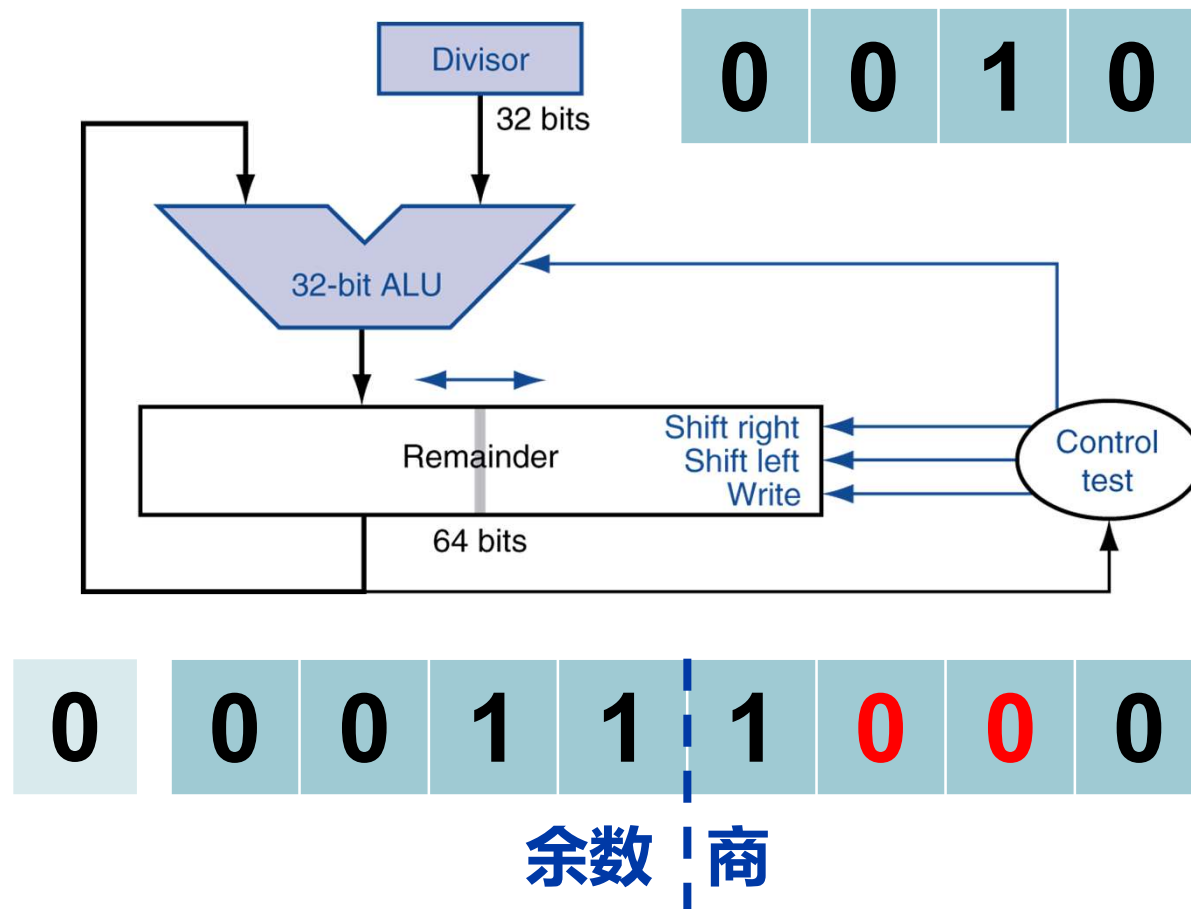 Divisor
0 0 1 0
32 bits
32-bit ALU
Remainder
Shift right
Shift left
Write
Control
test
64 bits
0 0 0 1 1 1 0 0 0
余数 商